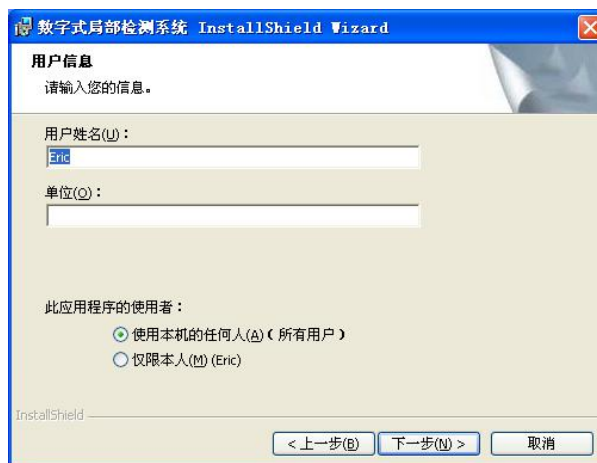 数字式局部检测系统 InstallShield Wizard
用户信息
请输入您的信息。
用户姓名(U)：
Eric
单位(O)：
此应用程序的使用者：
使用本机的任何人(A) ( 所有用户 )
仅限本人(M) (Eric)
InstallShield
< 上一步(B) 下一步(N) > 取消